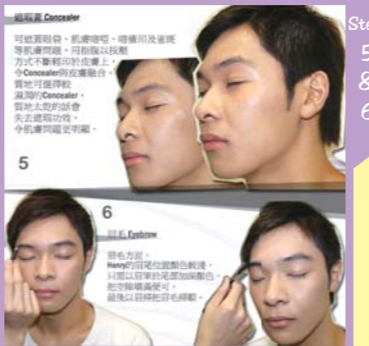 遮瑕膏 Concealer
可遮蓋眼袋、肌膚暗啞、暗瘡印及雀斑
等肌膚問題，用指腹以按壓
方式不斷輕印於皮膚上，
令Concealer與皮膚融合。
質地可選擇較
濕潤的Concealer，
質地太乾的話會
失去遮瑕功效，
令肌膚問題更明顯。
5
6
眉毛 Eyebrow
眉毛方面，
Henry的眉尾位置顏色較淺，
只需以眉筆於尾部加深顏色，
把空隙填滿便可，
最後以眉掃把眉毛掃順。
Ste
5
&
6